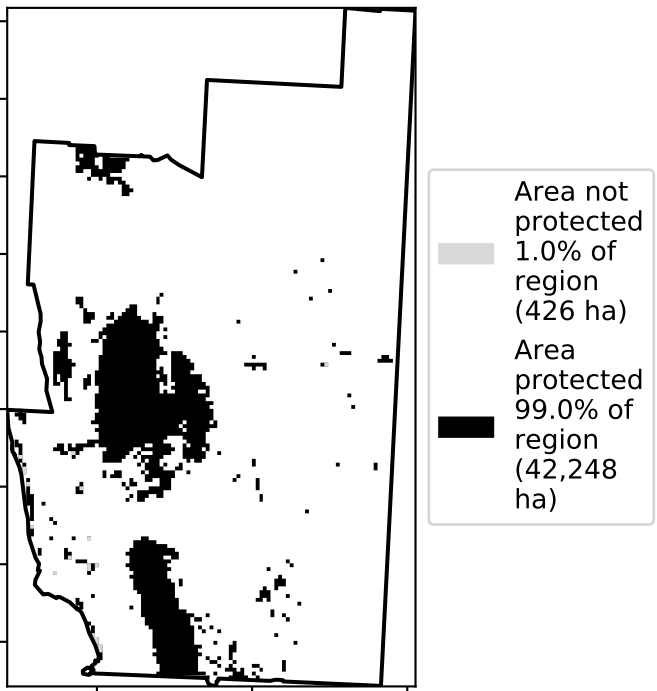 Area not
protected
1.0% of
region
(426 ha)
Area
protected
99.0% of
region
(42,248
ha)